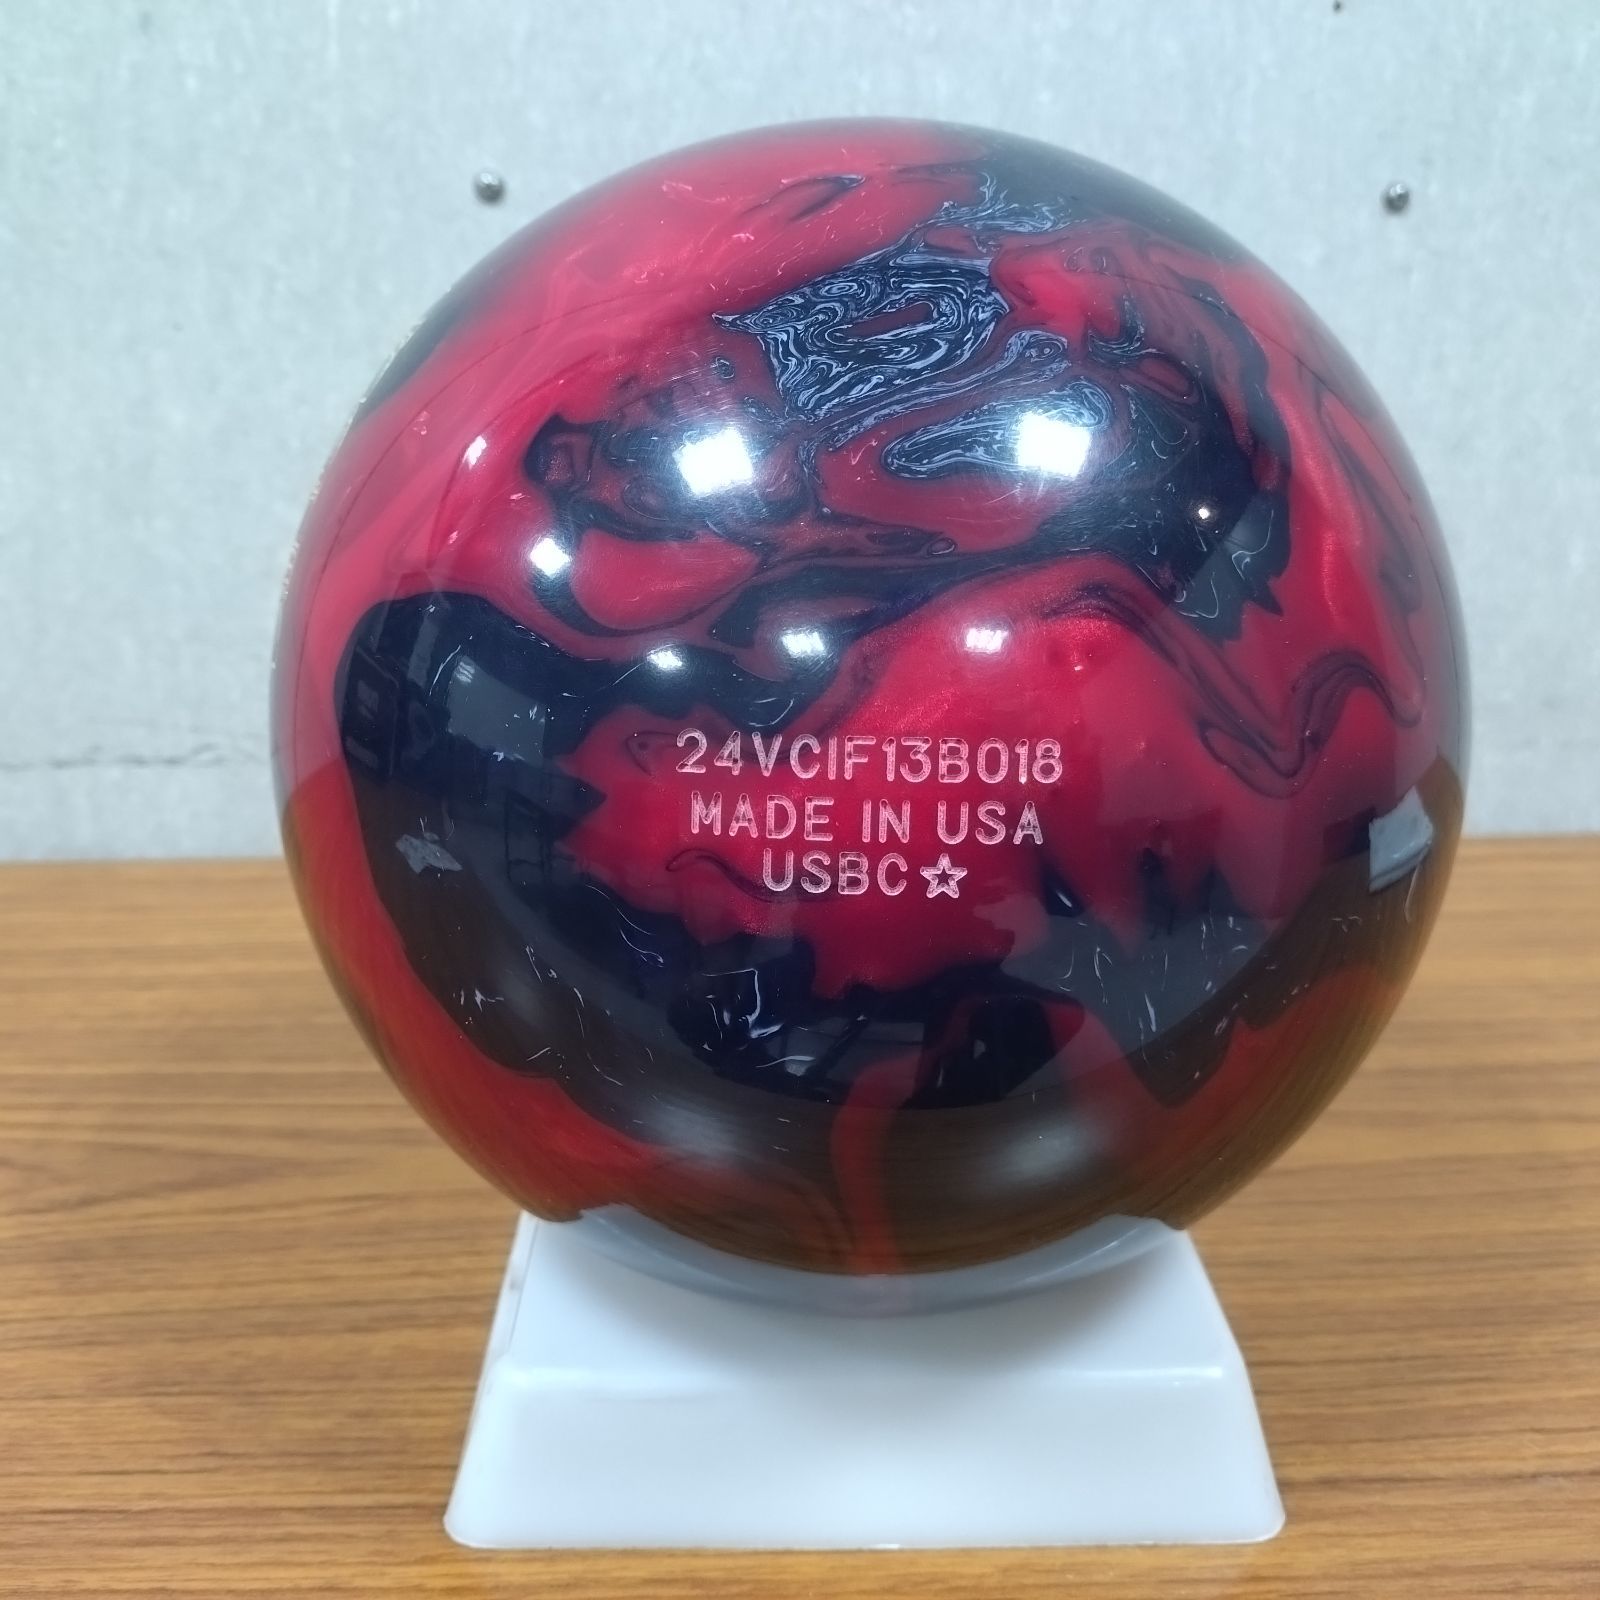 24VCIF13B018
MADE IN USA
USBC☆